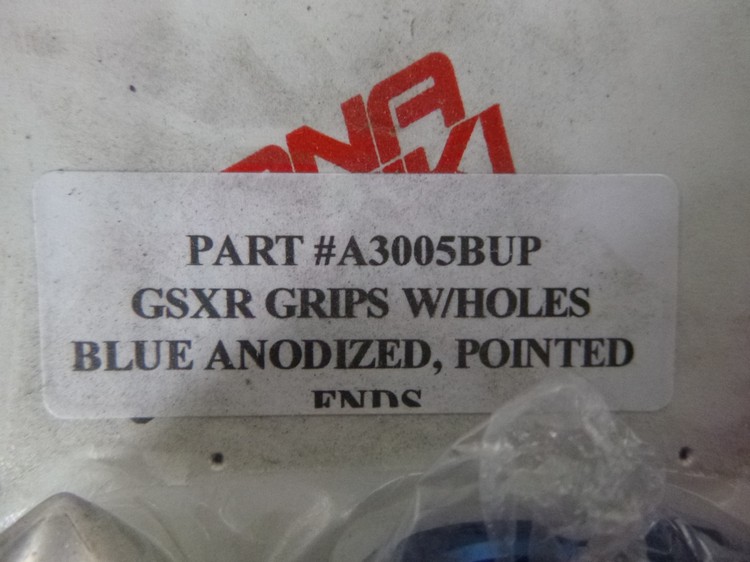 PART #A3005BUP
GSXR GRIPS W/HOLES
BLUE ANODIZED, POINTED
ENDS